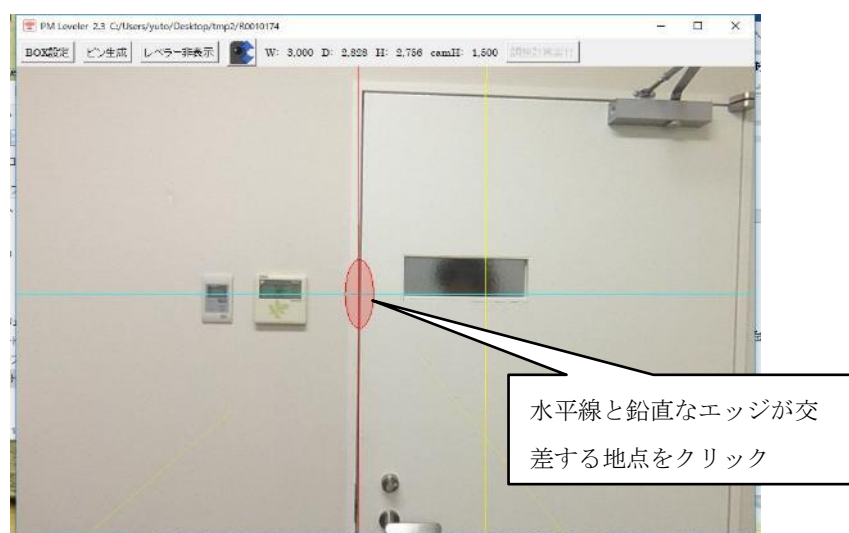 PM Leveler 2.3 C:/Users/yuto/Desktop/tmp2/R0010174
BOX設定 ピン生成 レベラー非表示 W: 3,000 D: 2,828 H: 2,756 camH: 1,500
水平線と鉛直なエッジが交
差する地点をクリック